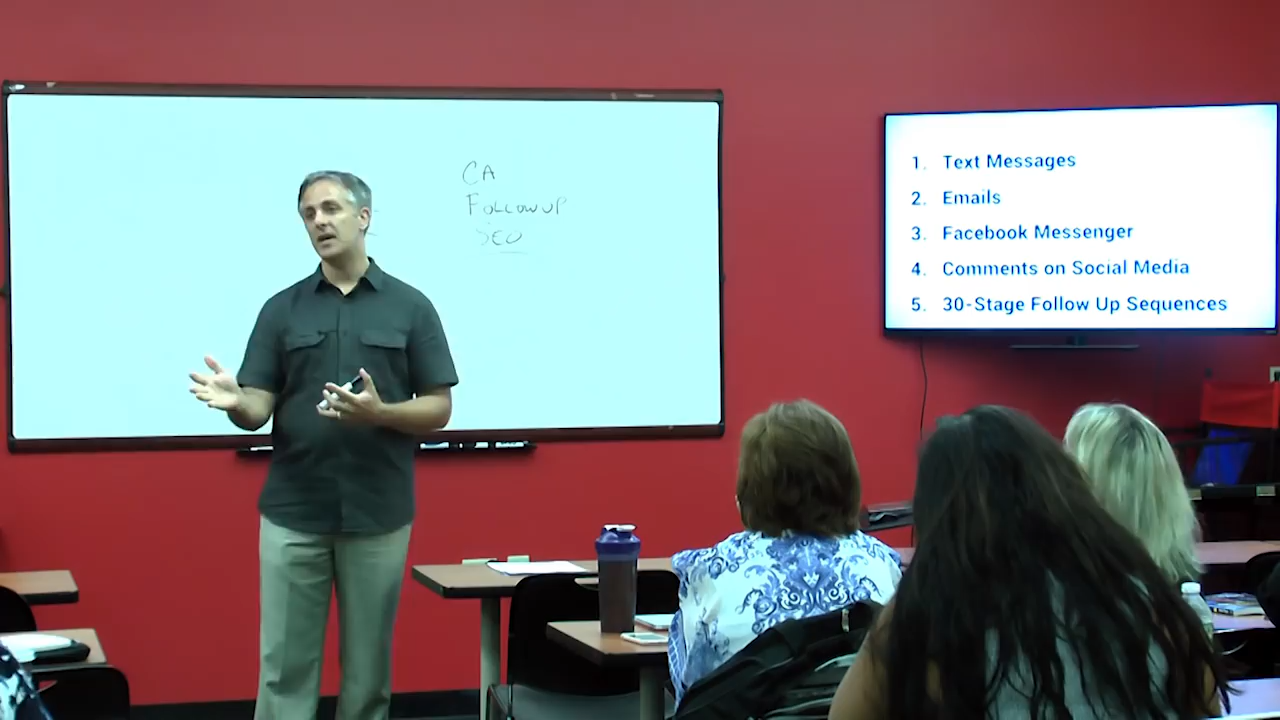 CA
FOLLOWUP
SEO
1. Text Messages
2. Emails
3. Facebook Messenger
4. Comments on Social Media
5. 30-Stage Follow Up Sequences